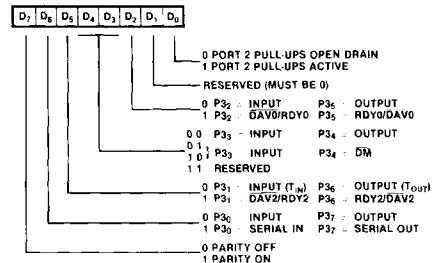 D7 D6 D5 D4 D3 D2 D1 D0
0 PORT 2 PULL-UPS OPEN DRAIN
1 PORT 2 PULL-UPS ACTIVE
RESERVED (MUST BE 0)
0 P32 = INPUT P35 = OUTPUT
1 P32 = DAV0/RDY0 P35 = RDY0/DAV0
0 0 P33 = INPUT P34 = OUTPUT
0 1
1 0 P33 INPUT P34 = DM
1 1 RESERVED
0 P31 = INPUT (TIN) P36 = OUTPUT (TOUT)
1 P31 = DAV2/RDY2 P36 = RDY2/DAV2
0 P30 INPUT P37 = OUTPUT
1 P30 = SERIAL IN P37 = SERIAL OUT
0 PARITY OFF
1 PARITY ON